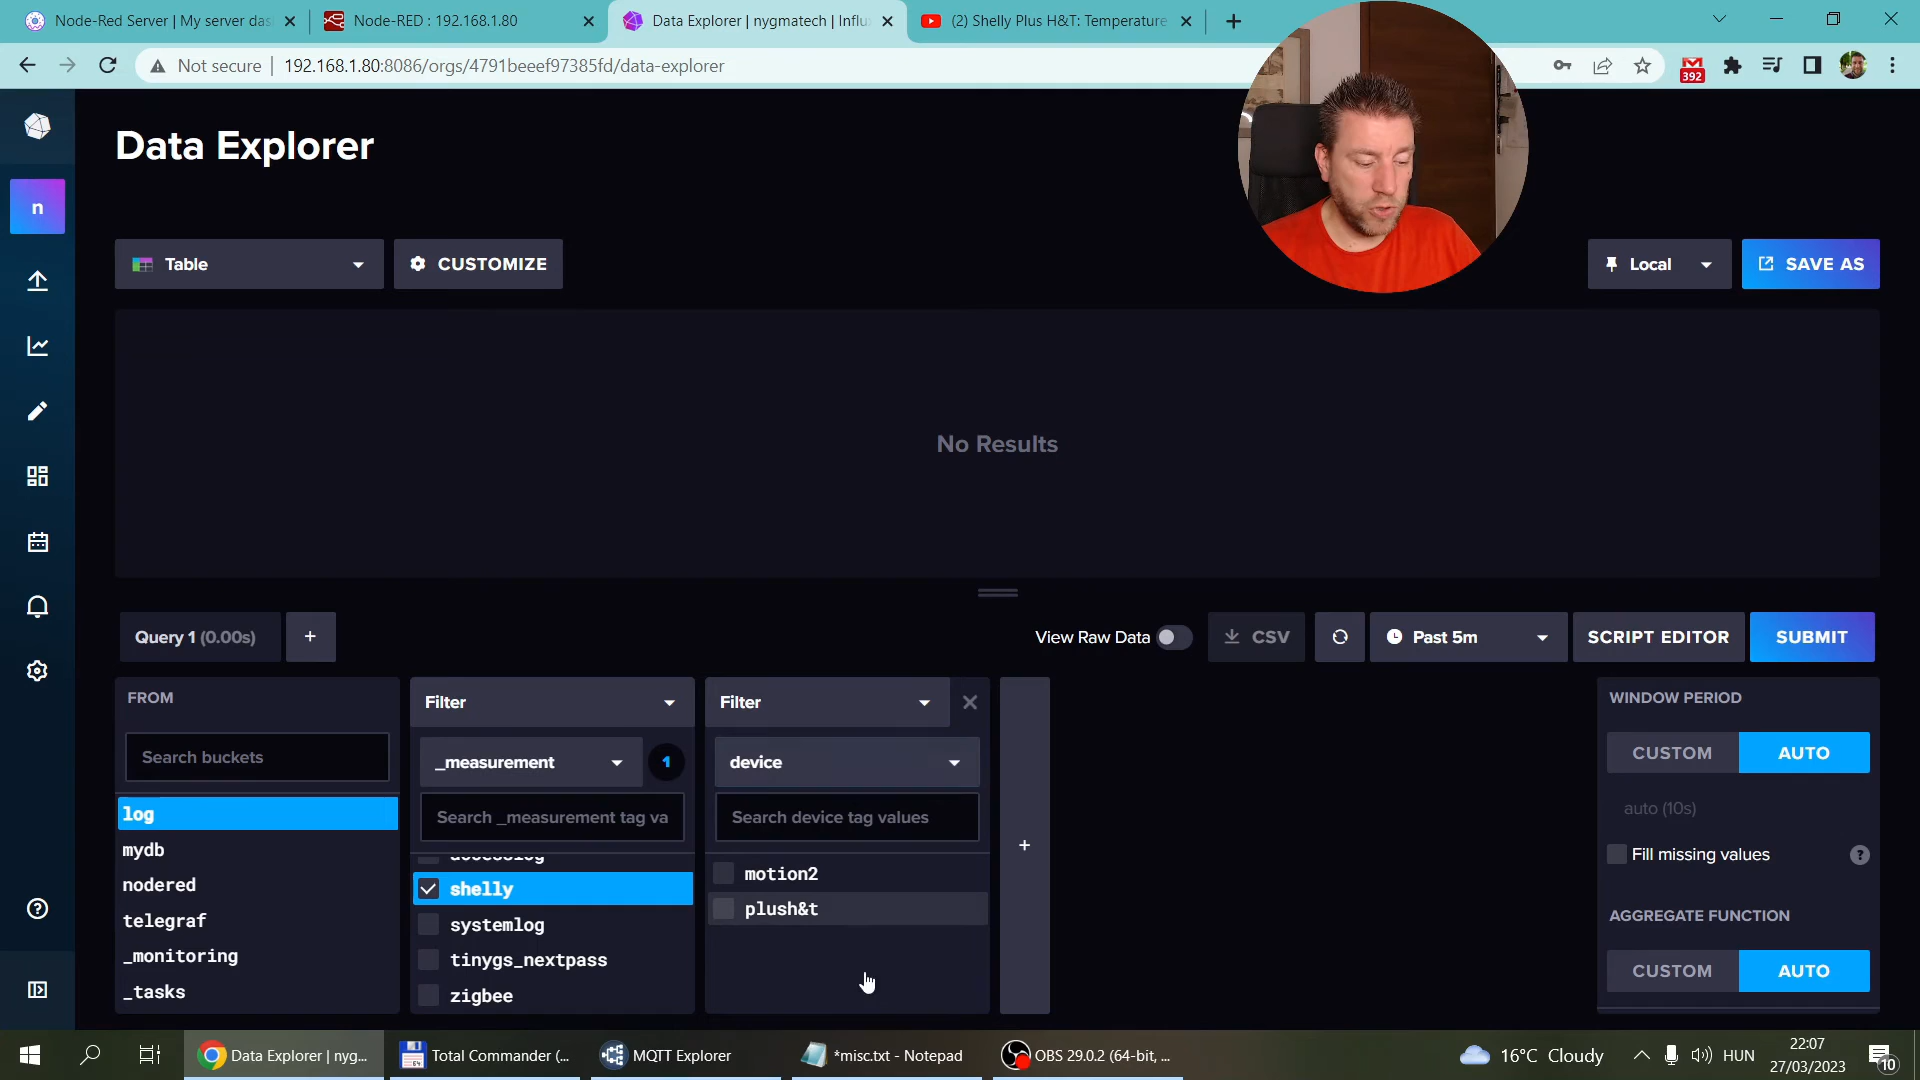 Node-Red Server | My server das
Node-RED : 192.168.1.80
Data Explorer | nygmatech | Influ
(2) Shelly Plus H&T: Temperature
Not secure
192.168.1.80:8086/orgs/4791beeef97385fd/data-explorer
392
Data Explorer
n
Table
CUSTOMIZE
Local
SAVE AS
No Results
Query 1 (0.00s)
+
View Raw Data
CSV
Past 5m
SCRIPT EDITOR
SUBMIT
FROM
Search buckets
log
mydb
nodered
telegraf
_monitoring
_tasks
Filter
_measurement
1
Search _measurement tag va
shelly
systemlog
tinygs_nextpass
zigbee
Filter
device
Search device tag values
motion2
plush&t
+
WINDOW PERIOD
CUSTOM
AUTO
auto (10s)
Fill missing values
?
AGGREGATE FUNCTION
CUSTOM
AUTO
Data Explorer | nyg...
Total Commander (...
MQTT Explorer
*misc.txt - Notepad
OBS 29.0.2 (64-bit, ...
16°C Cloudy
HUN
22:07
27/03/2023
10